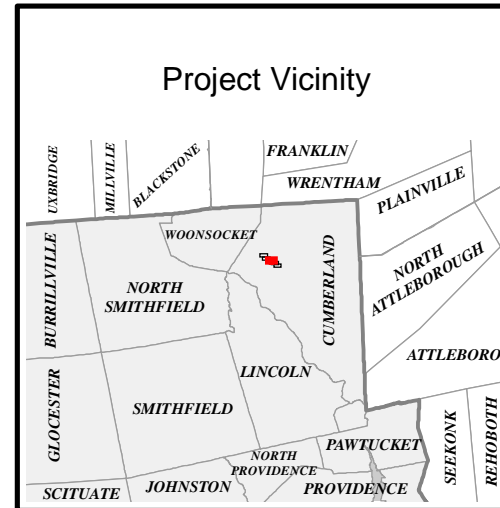 Project Vicinity
UXBRIDGE
MILLVILLE
BLACKSTONE
FRANKLIN
WRENTHAM
PLAINVILLE
WOONSOCKET
NORTH
ATTLEBOROUGH
BURRILLVILLE
NORTH
SMITHFIELD
CUMBERLAND
ATTLEBORO
LINCOLN
GLOCESTER
SMITHFIELD
NORTH
PROVIDENCE
PAWTUCKET
SEEKONK
REHOBOTH
SCITUATE
JOHNSTON
PROVIDENCE